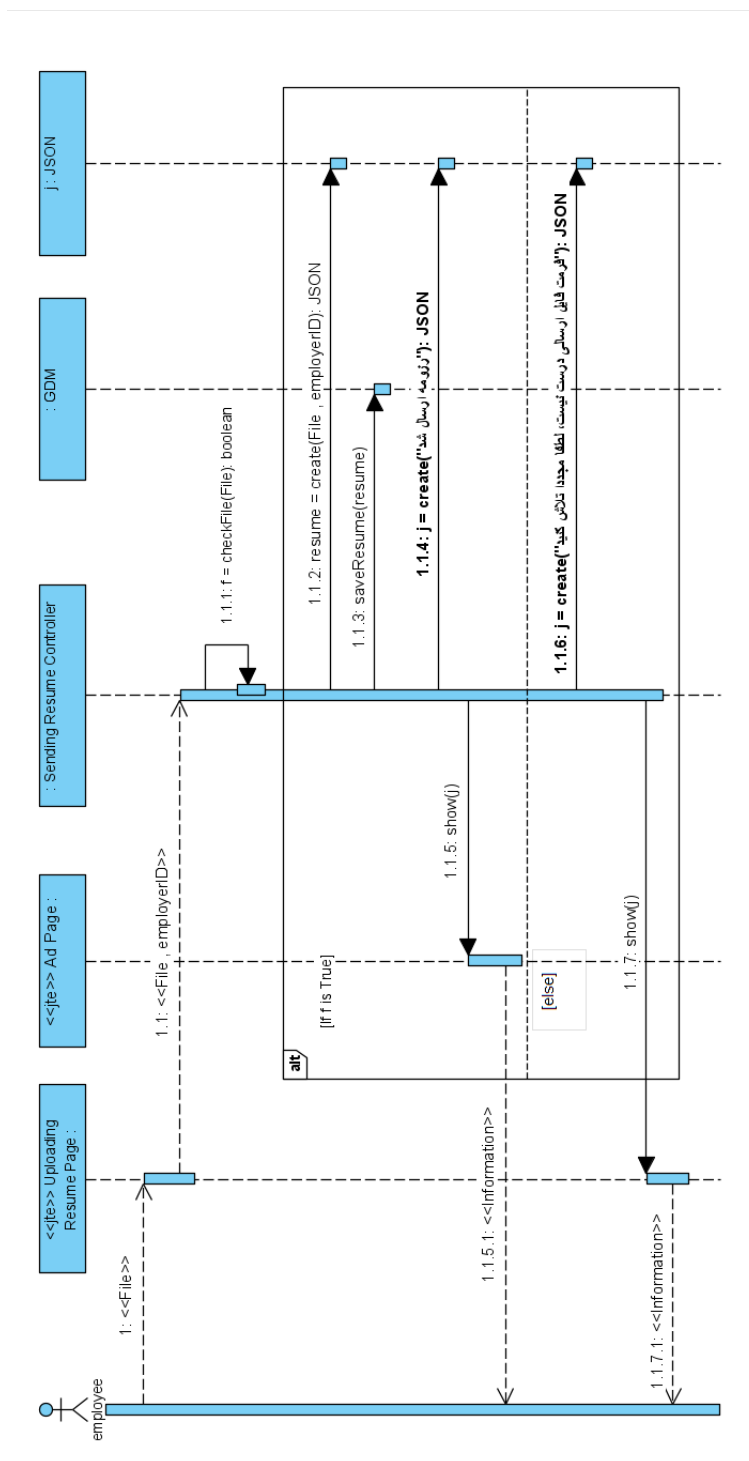 employee
<<jte>> Uploading
Resume Page :
<<jte>> Ad Page :
: Sending Resume Controller
: GDM
j : JSON
1: <<File>>
1.1: <<File , employerID>>
1.1.1: f = checkFile(File): boolean
alt
[If f is True]
1.1.2: resume = create(File , employerID): JSON
1.1.3: saveResume(resume)
1.1.4: j = create("رزومه ارسال شد"): JSON
1.1.5: show(j)
1.1.5.1: <<Information>>
[else]
1.1.6: j = create("فرمت فایل ارسالی درست نیست، لطفا مجددا تلاش کنید"): JSON
1.1.7: show(j)
1.1.7.1: <<Information>>